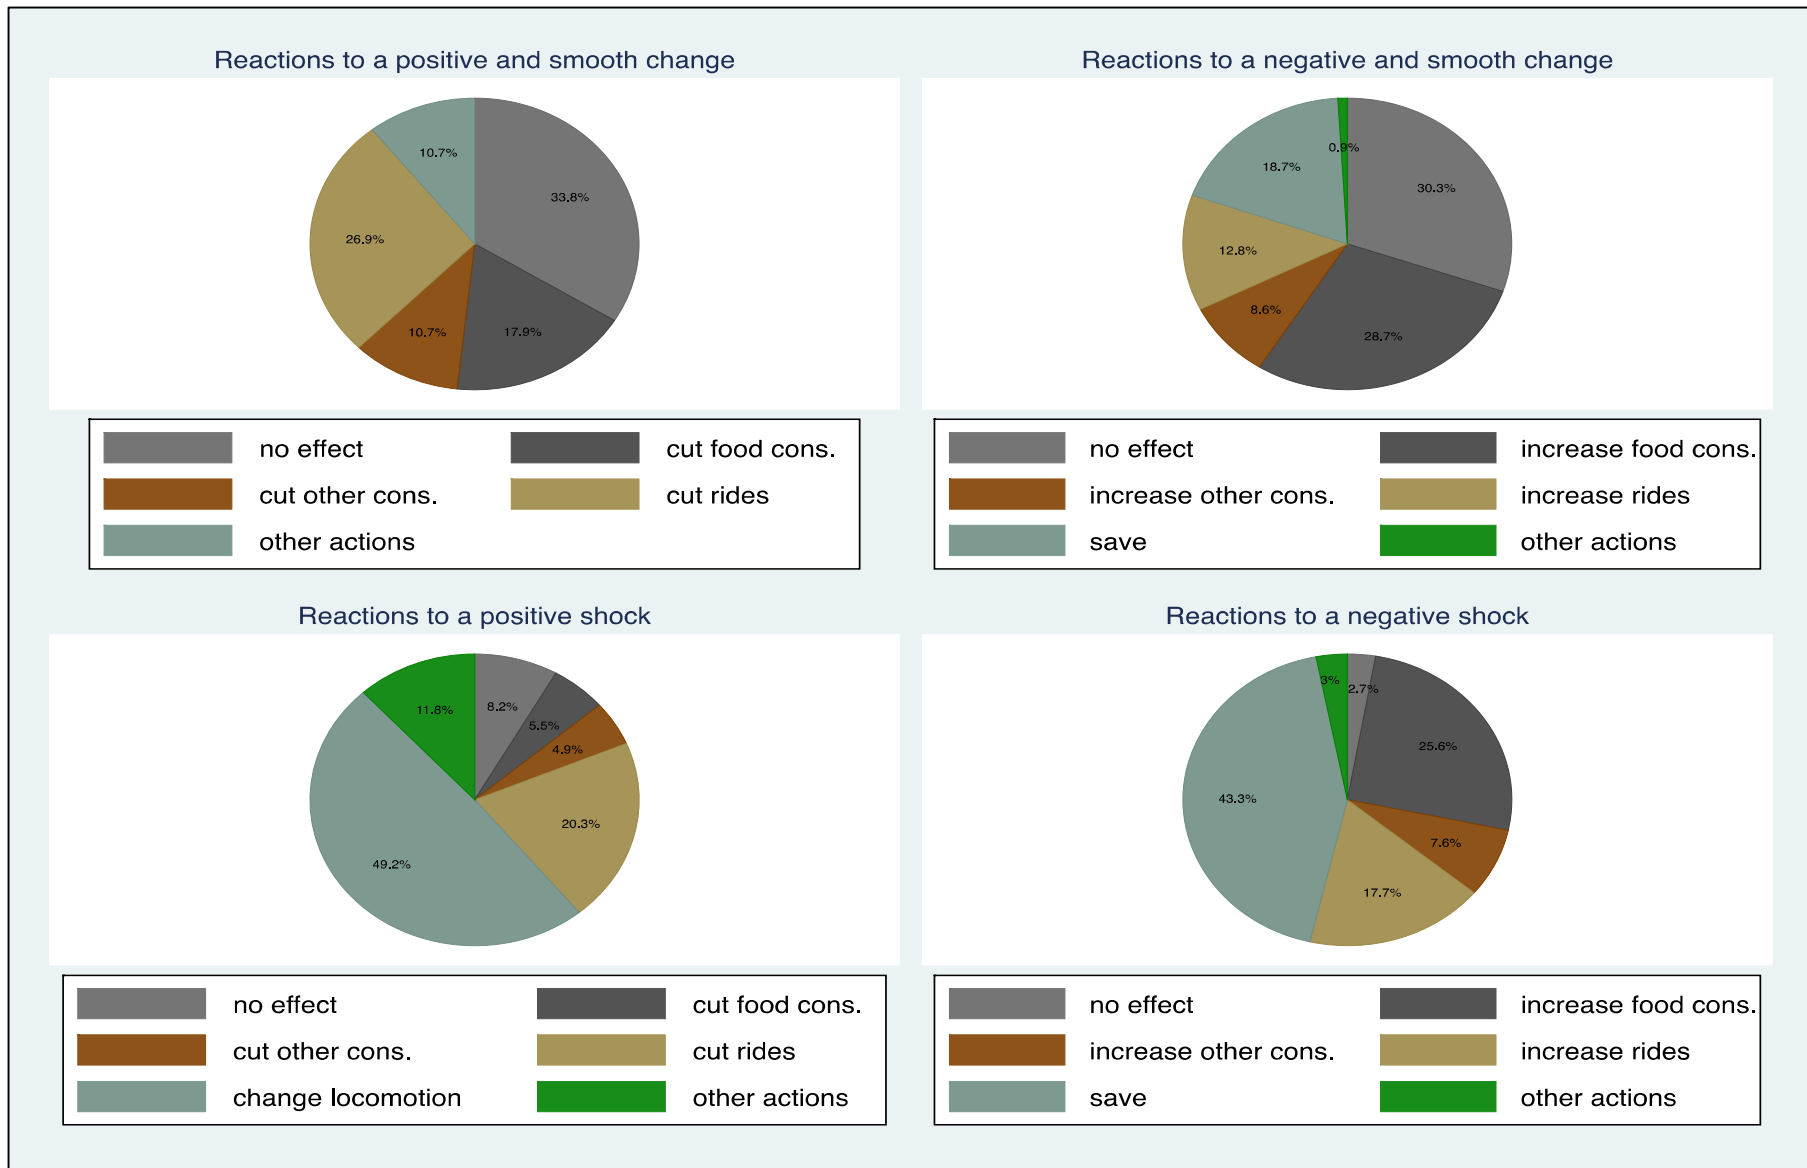 Reactions to a positive and smooth change
10.7%
33.8%
26.9%
10.7%
17.9%
no effect
cut food cons.
cut other cons.
cut rides
other actions
Reactions to a negative and smooth change
0.9%
18.7%
30.3%
12.8%
8.6%
28.7%
no effect
increase food cons.
increase other cons.
increase rides
save
other actions
Reactions to a positive shock
11.8%
8.2%
5.5%
4.9%
20.3%
49.2%
no effect
cut food cons.
cut other cons.
cut rides
change locomotion
other actions
Reactions to a negative shock
3%
2.7%
25.6%
43.3%
7.6%
17.7%
no effect
increase food cons.
increase other cons.
increase rides
save
other actions